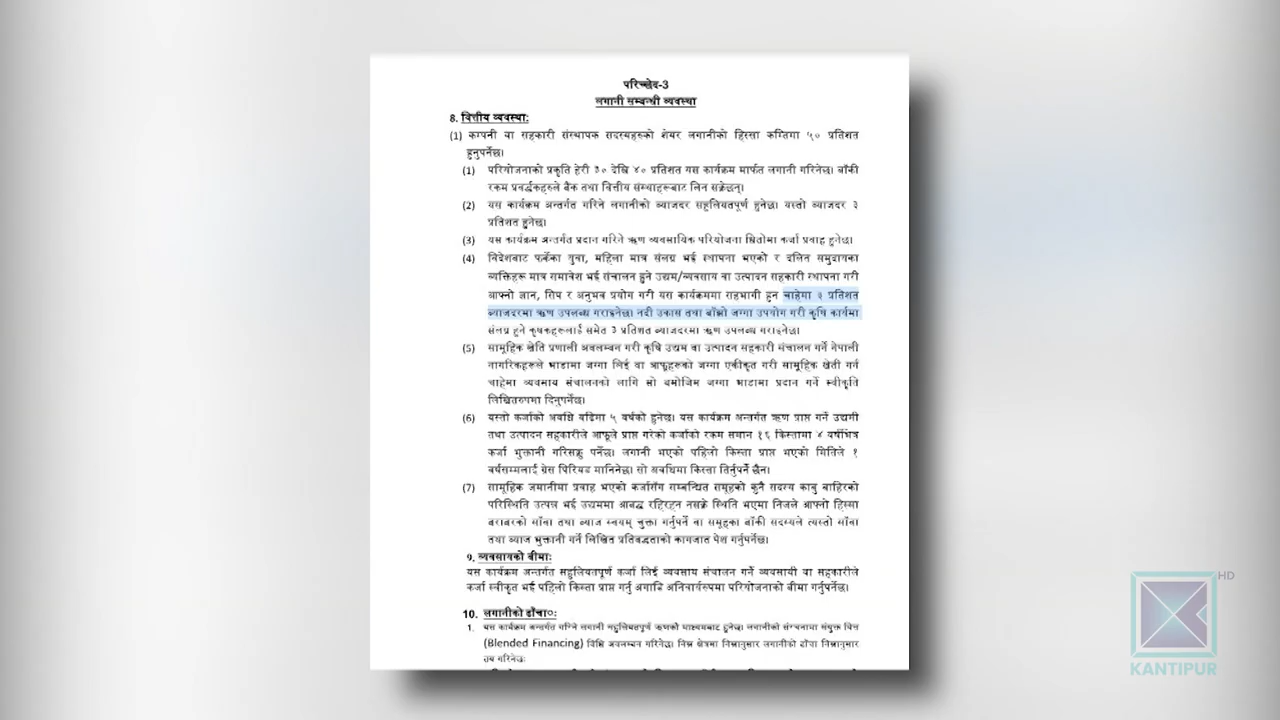 परिच्छेद-3
लगानी सम्बन्धी व्यवस्था
8. वित्तीय व्यवस्था:
(1) कम्पनी वा सहकारी संस्थापक सदस्यहरुको शेयर लगानीको हिस्सा कम्तिमा ५० प्रतिशत
हुनुपर्नेछ।
(1) परियोजनाको प्रकृति हेरी ३० देखि ४० प्रतिशत यस कार्यक्रम मार्फत लगानी गरिनेछ। बाँकी
रकम प्रवर्द्धकहरुले बैंक तथा वित्तीय संस्थाहरूबाट लिन सक्नेछन्।
(2) यस कार्यक्रम अन्तर्गत गरिने लगानीको ब्याजदर सहुलियतपूर्ण हुनेछ। यस्तो ब्याजदर ३
प्रतिशत हुनेछ।
(3) यस कार्यक्रम अन्तर्गत प्रदान गरिने ऋण व्यवसायिक परियोजना धितोमा कर्जा प्रवाह हुनेछ।
(4) विदेशबाट फर्केका युवा, महिला मात्र संलग्न भई स्थापना भएको र दलित समुदायका
व्यक्तिहरू मात्र समावेश भई संचालन हुने उद्यम/व्यवसाय वा उत्पादन सहकारी स्थापना गरी
आफ्नो ज्ञान, सिप र अनुभव प्रयोग गरी यस कार्यक्रममा सहभागी हुन चाहेमा ३ प्रतिशत
ब्याजदरमा ऋण उपलब्ध गराइनेछ। नदी उकास तथा बाँझो जग्गा उपयोग गरी कृषि कार्यमा
संलग्न हुने कृषकहरूलाई समेत ३ प्रतिशत ब्याजदरमा ऋण उपलब्ध गराइनेछ।
(5) सामूहिक खेति प्रणाली अवलम्बन गरी कृषि उद्यम वा उत्पादन सहकारी संचालन गर्ने नेपाली
नागरिकहरूले भाडामा जग्गा लिई वा आफूहरूको जग्गा एकीकृत गरी सामूहिक खेती गर्न
चाहेमा व्यवसाय संचालनको लागि सो बमोजिम जग्गा भाडामा प्रदान गर्ने स्वीकृति
लिखितरुपमा दिनुपर्नेछ।
(6) यस्तो कर्जाको अवधि बढिमा ५ वर्षको हुनेछ। यस कार्यक्रम अन्तर्गत ऋण प्राप्त गर्ने उद्यमी
तथा उत्पादन सहकारीले आफूले प्राप्त गरेको कर्जाको रकम समान १६ किस्तामा ४ वर्षभित्र
कर्जा भुक्तानी गरिसक्नु पर्नेछ। लगानी भएको पहिलो किस्ता प्राप्त भएको मितिले १
वर्षसम्मलाई ग्रेस पिरियड मानिनेछ। सो अवधिमा किस्ता तिर्नुपर्ने छैन।
(7) सामूहिक जमानीमा प्रवाह भएको कर्जासँग सम्बन्धित समूहको कुनै सदस्य काबु बाहिरको
परिस्थिति उत्पन्न भई उद्यममा आबद्ध रहिरहन नसक्ने स्थिति भएमा निजले आफ्नो हिस्सा
बराबरको साँवा तथा ब्याज स्वयम् चुक्ता गर्नुपर्ने वा समूहका बाँकी सदस्यले त्यस्तो साँवा
तथा ब्याज भुक्तानी गर्ने लिखित प्रतिवद्धताको कागजात पेश गर्नुपर्नेछ।
9. व्यवसायको बीमा:
यस कार्यक्रम अन्तर्गत सहुलियतपूर्ण कर्जा लिई व्यवसाय संचालन गर्ने व्यवसायी वा सहकारीले
कर्जा स्वीकृत भई पहिलो किस्ता प्राप्त गर्नु अगाडि अनिवार्यरुपमा परियोजनाको बीमा गर्नुपर्नेछ।
10. लगानीको ढाँचाः:
1. यस कार्यक्रम अन्तर्गत गरिने लगानी सहुलियतपूर्ण ऋणको माध्यमबाट हुनेछ। लगानीको संरचनामा संयुक्त वित्त
(Blended Financing) विधि अवलम्बन गरिनेछ। निम्न क्षेत्रमा निम्नानुसार लगानीको ढाँचा निम्नानुसार
तय गरिनेछः
HD
KANTIPUR